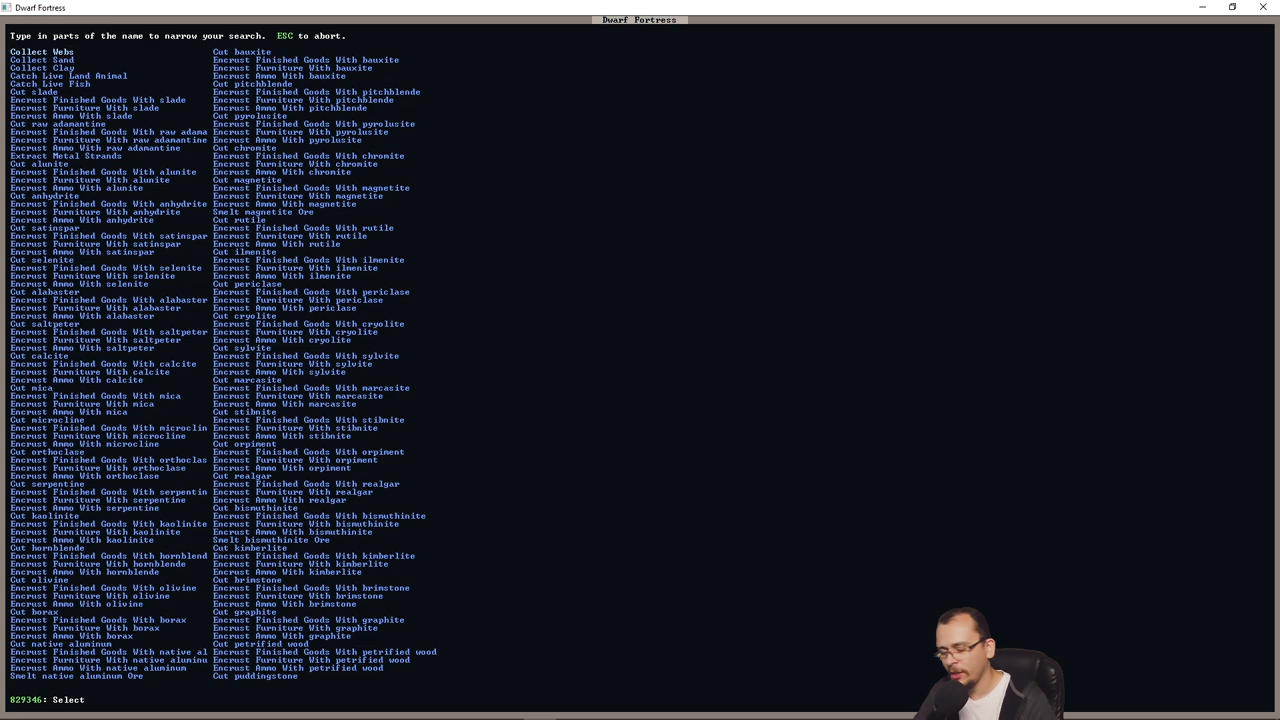 Dwarf Fortress
Dwarf Fortress
Type in parts of the name to narrow your search.  ESC to abort.
Collect Webs
Collect Sand
Collect Clay
Catch Live Land Animal
Catch Live Fish
Cut slade
Encrust Finished Goods With slade
Encrust Furniture With slade
Encrust Ammo With slade
Cut raw adamantine
Encrust Finished Goods With raw adama
Encrust Furniture With raw adamantine
Encrust Ammo With raw adamantine
Extract Metal Strands
Cut alunite
Encrust Finished Goods With alunite
Encrust Furniture With alunite
Encrust Ammo With alunite
Cut anhydrite
Encrust Finished Goods With anhydrite
Encrust Furniture With anhydrite
Encrust Ammo With anhydrite
Cut satinspar
Encrust Finished Goods With satinspar
Encrust Furniture With satinspar
Encrust Ammo With satinspar
Cut selenite
Encrust Finished Goods With selenite
Encrust Furniture With selenite
Encrust Ammo With selenite
Cut alabaster
Encrust Finished Goods With alabaster
Encrust Furniture With alabaster
Encrust Ammo With alabaster
Cut saltpeter
Encrust Finished Goods With saltpeter
Encrust Furniture With saltpeter
Encrust Ammo With saltpeter
Cut calcite
Encrust Finished Goods With calcite
Encrust Furniture With calcite
Encrust Ammo With calcite
Cut mica
Encrust Finished Goods With mica
Encrust Furniture With mica
Encrust Ammo With mica
Cut microcline
Encrust Finished Goods With microclin
Encrust Furniture With microcline
Encrust Ammo With microcline
Cut orthoclase
Encrust Finished Goods With orthoclas
Encrust Furniture With orthoclase
Encrust Ammo With orthoclase
Cut serpentine
Encrust Finished Goods With serpentin
Encrust Furniture With serpentine
Encrust Ammo With serpentine
Cut kaolinite
Encrust Finished Goods With kaolinite
Encrust Furniture With kaolinite
Encrust Ammo With kaolinite
Cut hornblende
Encrust Finished Goods With hornblend
Encrust Furniture With hornblende
Encrust Ammo With hornblende
Cut olivine
Encrust Finished Goods With olivine
Encrust Furniture With olivine
Encrust Ammo With olivine
Cut borax
Encrust Finished Goods With borax
Encrust Furniture With borax
Encrust Ammo With borax
Cut native aluminum
Encrust Finished Goods With native al
Encrust Furniture With native aluminu
Encrust Ammo With native aluminum
Smelt native aluminum Ore
Cut bauxite
Encrust Finished Goods With bauxite
Encrust Furniture With bauxite
Encrust Ammo With bauxite
Cut pitchblende
Encrust Finished Goods With pitchblende
Encrust Furniture With pitchblende
Encrust Ammo With pitchblende
Cut pyrolusite
Encrust Finished Goods With pyrolusite
Encrust Furniture With pyrolusite
Encrust Ammo With pyrolusite
Cut chromite
Encrust Finished Goods With chromite
Encrust Furniture With chromite
Encrust Ammo With chromite
Cut magnetite
Encrust Finished Goods With magnetite
Encrust Furniture With magnetite
Encrust Ammo With magnetite
Smelt magnetite Ore
Cut rutile
Encrust Finished Goods With rutile
Encrust Furniture With rutile
Encrust Ammo With rutile
Cut ilmenite
Encrust Finished Goods With ilmenite
Encrust Furniture With ilmenite
Encrust Ammo With ilmenite
Cut periclase
Encrust Finished Goods With periclase
Encrust Furniture With periclase
Encrust Ammo With periclase
Cut cryolite
Encrust Finished Goods With cryolite
Encrust Furniture With cryolite
Encrust Ammo With cryolite
Cut sylvite
Encrust Finished Goods With sylvite
Encrust Furniture With sylvite
Encrust Ammo With sylvite
Cut marcasite
Encrust Finished Goods With marcasite
Encrust Furniture With marcasite
Encrust Ammo With marcasite
Cut stibnite
Encrust Finished Goods With stibnite
Encrust Furniture With stibnite
Encrust Ammo With stibnite
Cut orpiment
Encrust Finished Goods With orpiment
Encrust Furniture With orpiment
Encrust Ammo With orpiment
Cut realgar
Encrust Finished Goods With realgar
Encrust Furniture With realgar
Encrust Ammo With realgar
Cut bismuthinite
Encrust Finished Goods With bismuthinite
Encrust Furniture With bismuthinite
Encrust Ammo With bismuthinite
Smelt bismuthinite Ore
Cut kimberlite
Encrust Finished Goods With kimberlite
Encrust Furniture With kimberlite
Encrust Ammo With kimberlite
Cut brimstone
Encrust Finished Goods With brimstone
Encrust Furniture With brimstone
Encrust Ammo With brimstone
Cut graphite
Encrust Finished Goods With graphite
Encrust Furniture With graphite
Encrust Ammo With graphite
Cut petrified wood
Encrust Finished Goods With petrified wood
Encrust Furniture With petrified wood
Encrust Ammo With petrified wood
Cut puddingstone
829346: Select